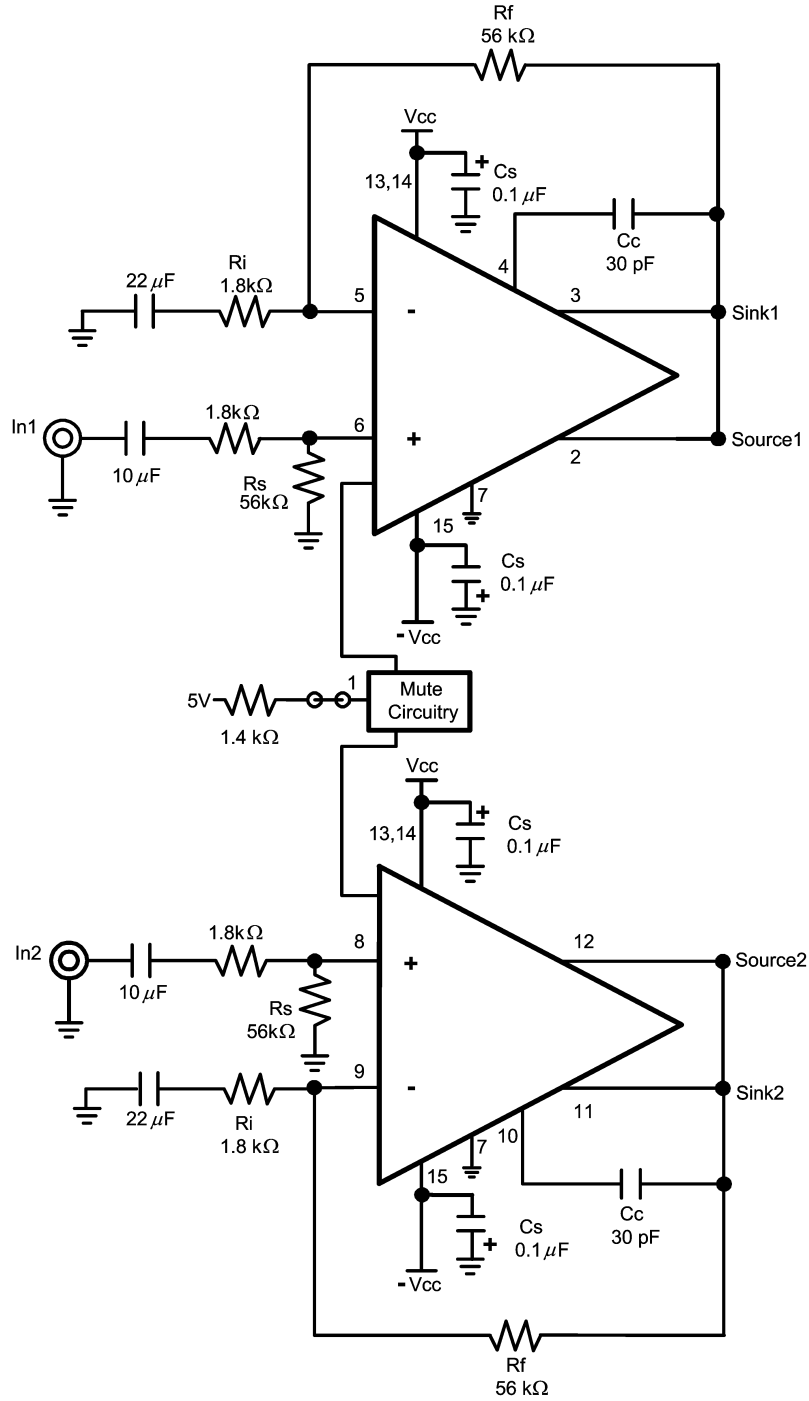 Rf
56 kΩ
Vcc
+
Cs
0.1 μF
13,14
4
Cc
30 pF
22 μF
Ri
1.8kΩ
5
-
3
Sink1
In1
10 μF
1.8kΩ
6
+
Source1
2
Rs
56kΩ
7
15
Cs
0.1 μF
+
- Vcc
5V
1.4 kΩ
1
Mute
Circuitry
Vcc
+
Cs
0.1 μF
13,14
In2
10 μF
1.8kΩ
8
+
12
Source2
Rs
56kΩ
9
-
11
Sink2
22 μF
Ri
1.8 kΩ
10
7
15
Cc
30 pF
Cs
0.1 μF
+
- Vcc
Rf
56 kΩ